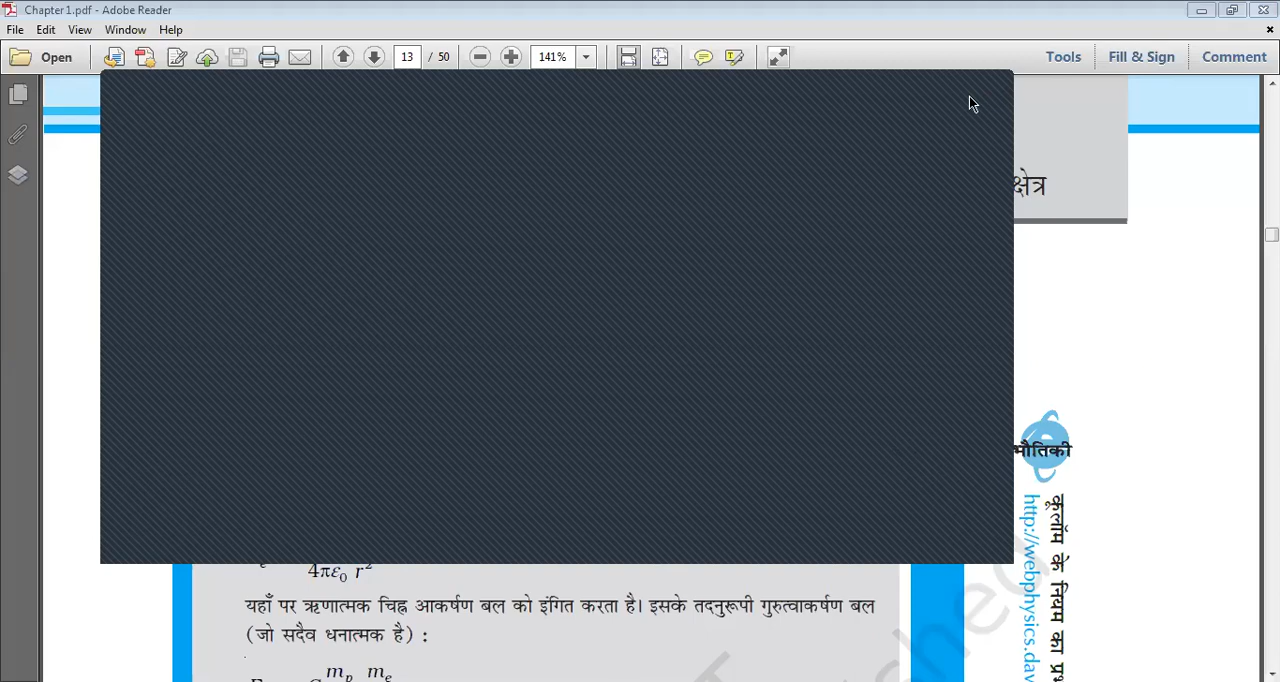 Chapter1.pdf - Adobe Reader
File Edit View Window Help
Open 13 / 50 141% Tools Fill & Sign Comment
क्षेत्र
भौतिकी
कूलॉम के नियम का
http://webphysics.dav
4πε₀ r²
यहाँ पर ऋणात्मक चिह्न आकर्षण बल को इंगित करता है। इसके तदनुरूपी गुरुत्वाकर्षण बल
(जो सदैव धनात्मक है) :
m_p m_e